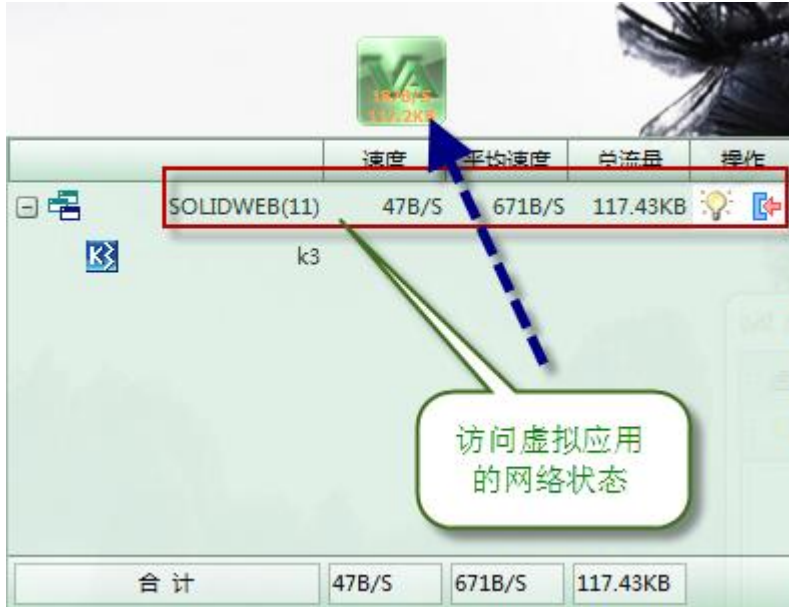 VA
速度 平均速度 总流量 操作
SOLIDWEB(11) 47B/S 671B/S 117.43KB
k3
访问虚拟应用
的网络状态
合 计 47B/S 671B/S 117.43KB